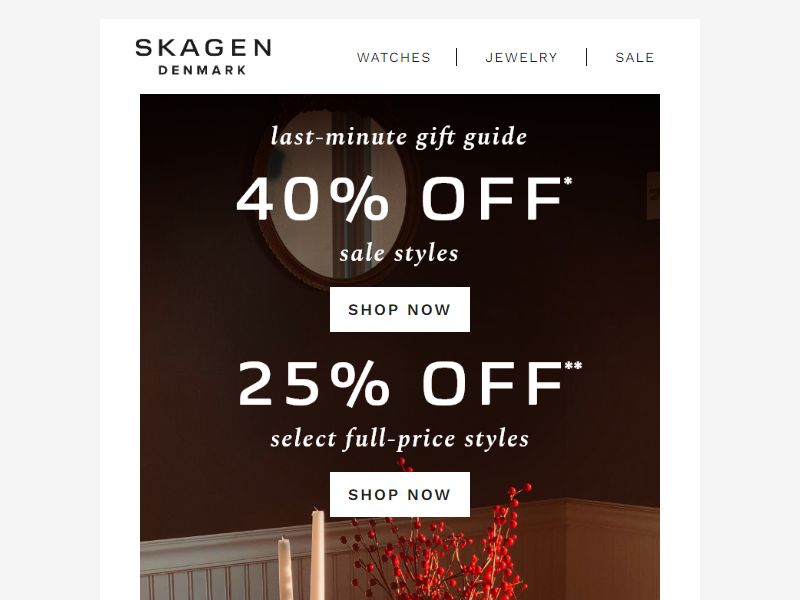 SKAGEN
DENMARK
WATCHES | JEWELRY | SALE
last-minute gift guide
40% OFF*
sale styles
SHOP NOW
25% OFF**
select full-price styles
SHOP NOW